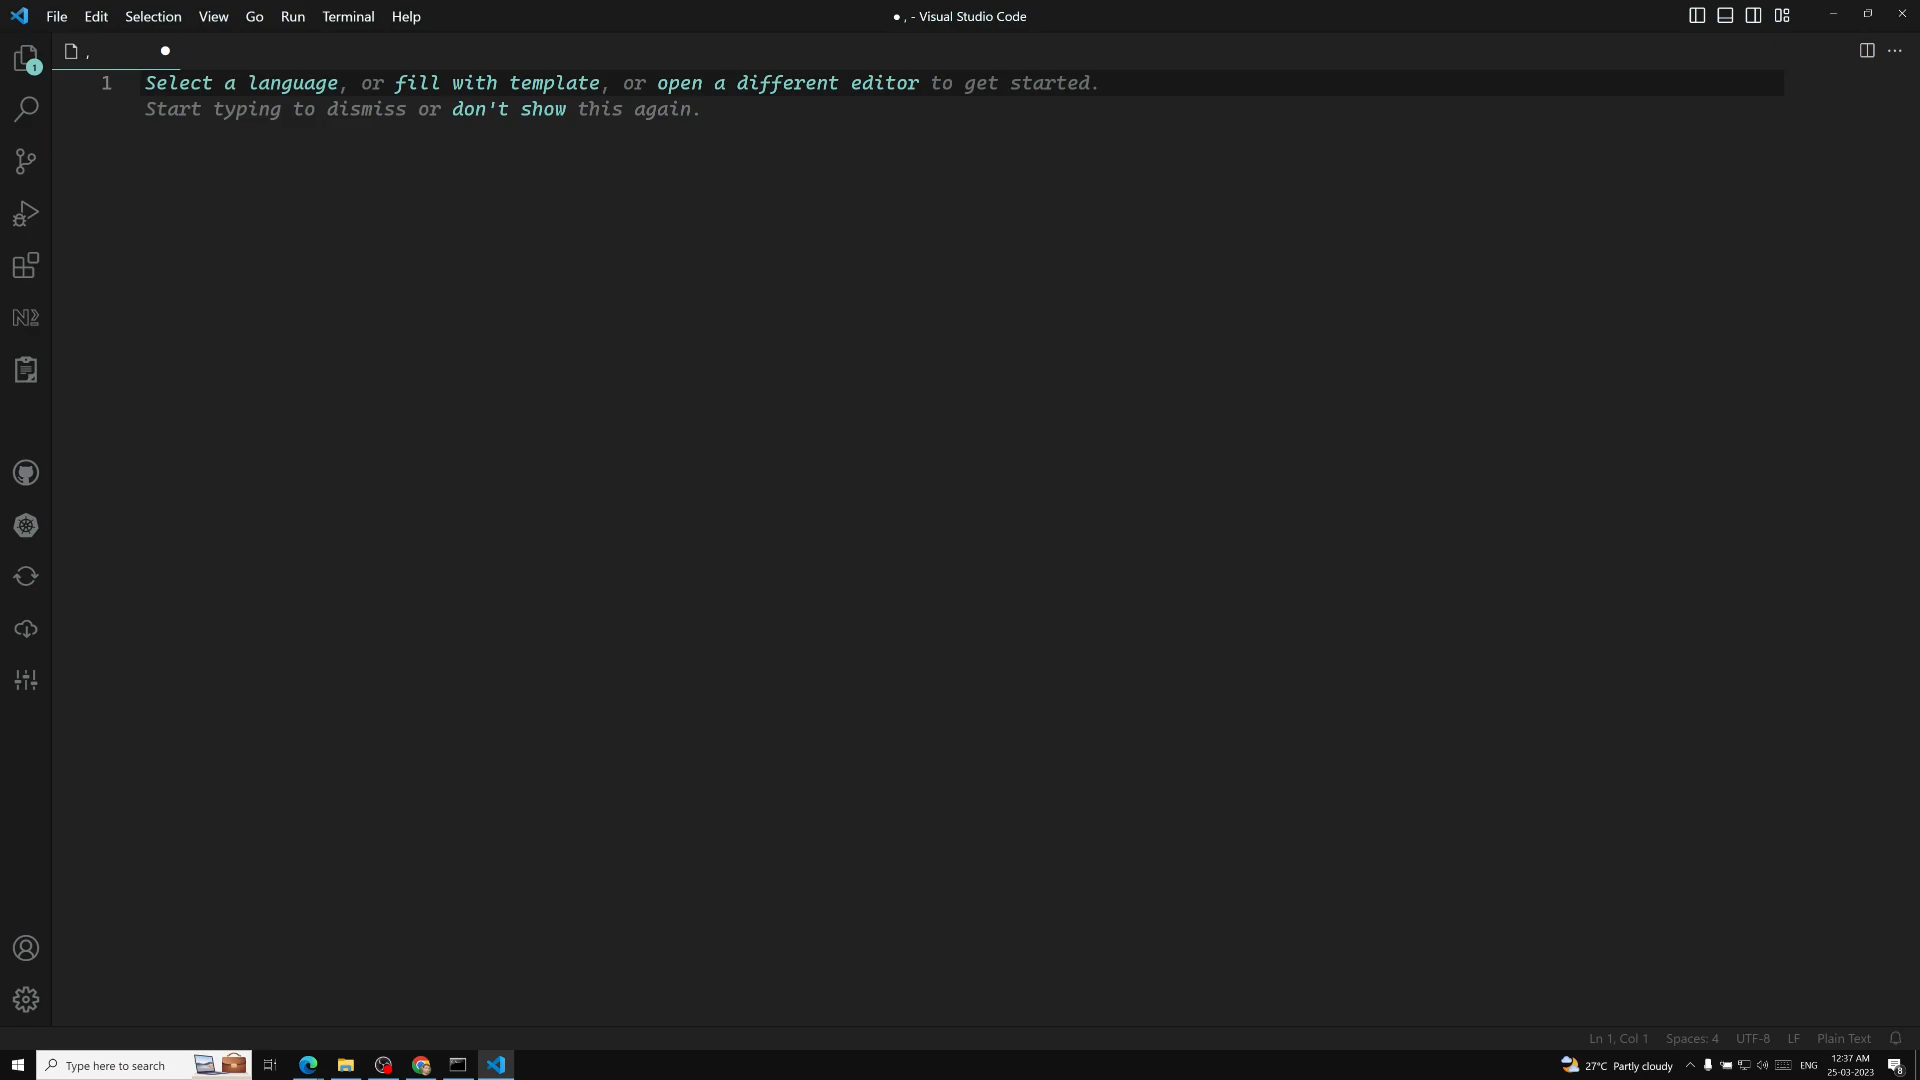 File Edit Selection View Go Run Terminal Help
● , - Visual Studio Code
,
1
1 Select a language, or fill with template, or open a different editor to get started.
Start typing to dismiss or don't show this again.
Ln 1, Col 1 Spaces: 4 UTF-8 LF Plain Text
Type here to search
27°C Partly cloudy
ENG
12:37 AM
25-03-2023
8